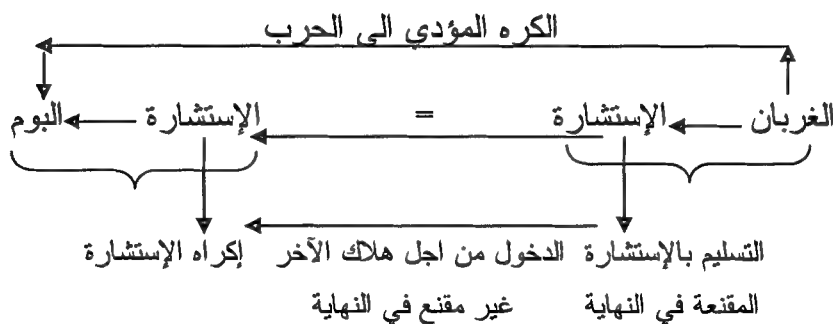 الكره المؤدي الى الحرب
الغربان الإستشارة = الإستشارة البوم
التسليم بالإستشارة الدخول من اجل هلاك الآخر إكراه الإستشارة
المقنعة في النهاية غير مقنع في النهاية